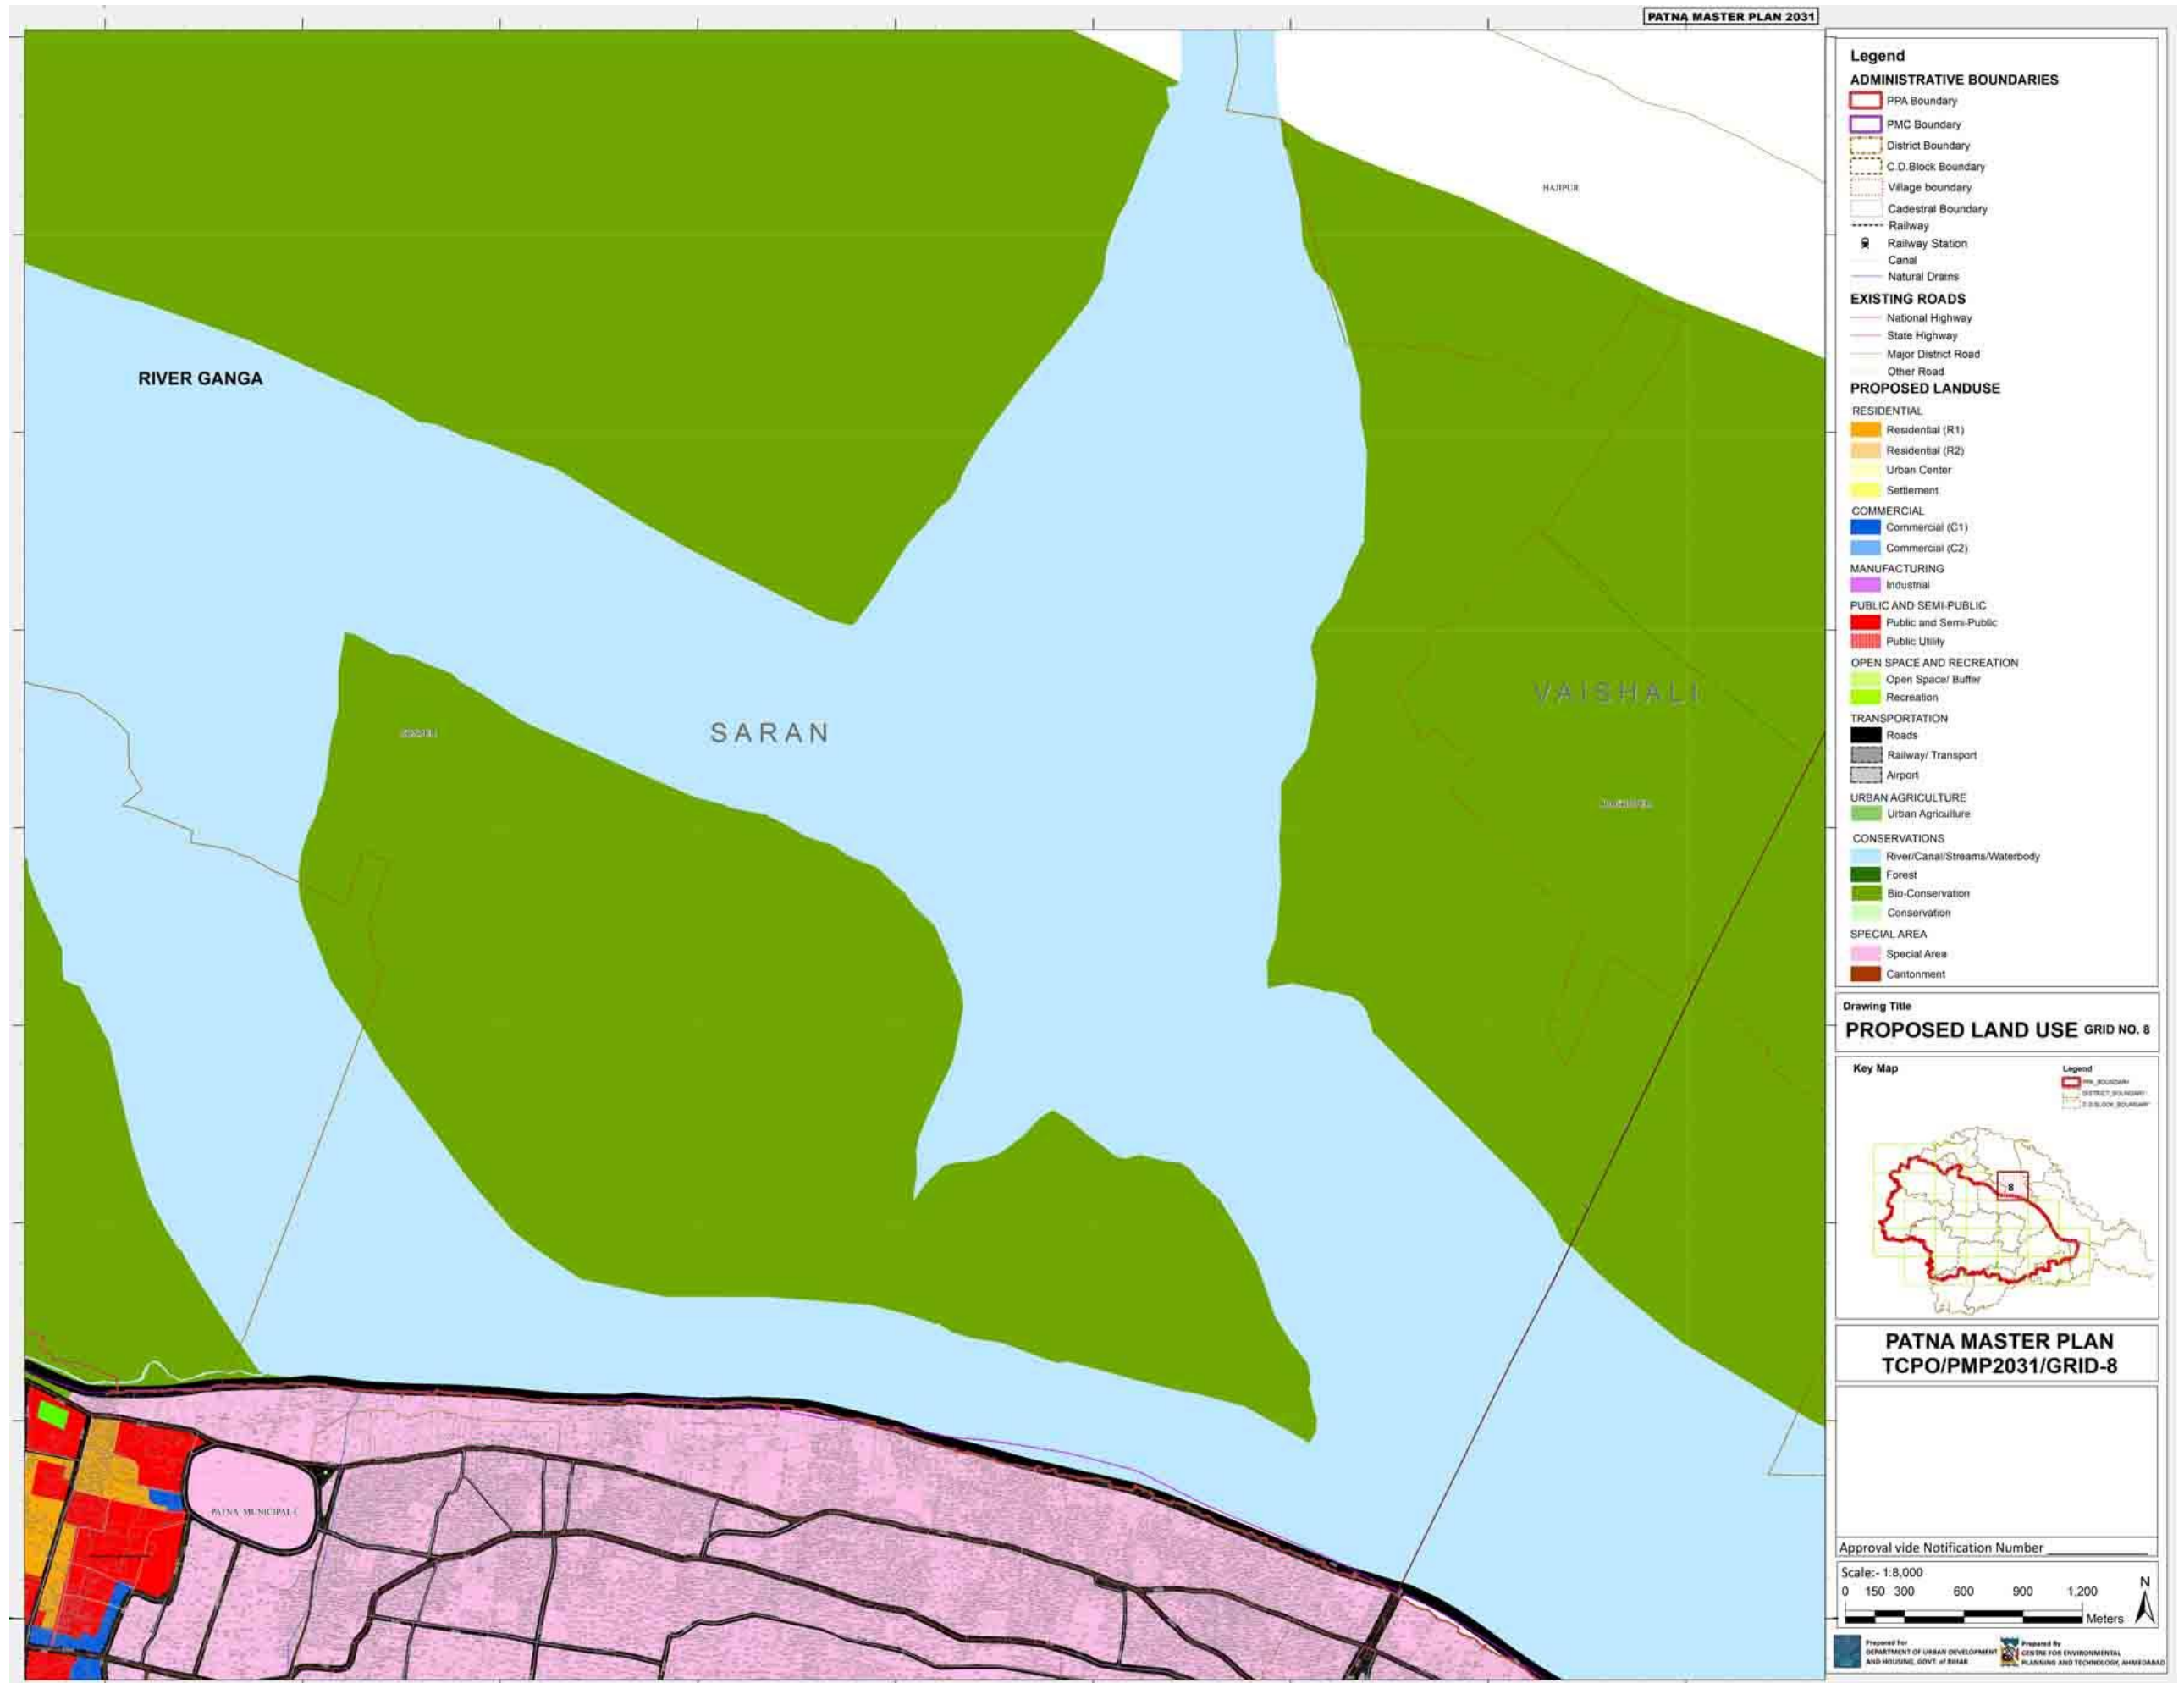 PATNA MASTER PLAN 2031
HAJIPUR
RIVER GANGA
SARAN
VAISHALI
PATNA MUNICIPAL C
Legend
ADMINISTRATIVE BOUNDARIES
PPA Boundary
PMC Boundary
District Boundary
C.D.Block Boundary
Village boundary
Cadestral Boundary
Railway
Railway Station
Canal
Natural Drains
EXISTING ROADS
National Highway
State Highway
Major District Road
Other Road
PROPOSED LANDUSE
RESIDENTIAL
Residential (R1)
Residential (R2)
Urban Center
Settlement
COMMERCIAL
Commercial (C1)
Commercial (C2)
MANUFACTURING
Industrial
PUBLIC AND SEMI-PUBLIC
Public and Semi-Public
Public Utility
OPEN SPACE AND RECREATION
Open Space/ Buffer
Recreation
TRANSPORTATION
Roads
Railway/ Transport
Airport
URBAN AGRICULTURE
Urban Agriculture
CONSERVATIONS
River/Canal/Streams/Waterbody
Forest
Bio-Conservation
Conservation
SPECIAL AREA
Special Area
Cantonment
Drawing Title
PROPOSED LAND USE GRID NO. 8
Key Map
Legend
PPA_BOUNDARY
DISTRICT_BOUNDARY
C.D.BLOCK_BOUNDARY
8
PATNA MASTER PLAN
TCPO/PMP2031/GRID-8
Approval vide Notification Number
Scale:- 1:8,000
0 150 300 600 900 1,200
Meters
N
Prepared For
DEPARTMENT OF URBAN DEVELOPMENT
AND HOUSING, GOVT. of BIHAR
Prepared By
CENTRE FOR ENVIRONMENTAL
PLANNING AND TECHNOLOGY, AHMEDABAD